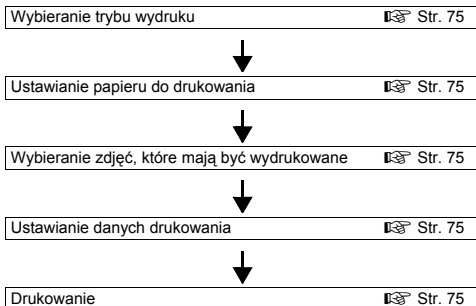 Wybieranie trybu wydruku ☞ Str. 75
Ustawianie papieru do drukowania ☞ Str. 75
Wybieranie zdjęć, które mają być wydrukowane ☞ Str. 75
Ustawianie danych drukowania ☞ Str. 75
Drukowanie ☞ Str. 75